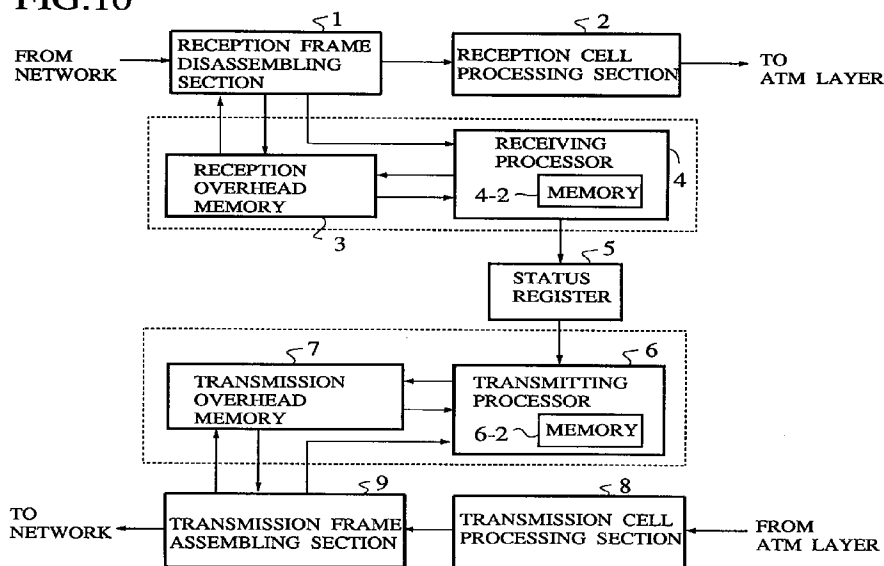 FIG.10
1
2
FROM
NETWORK
RECEPTION FRAME
DISASSEMBLING
SECTION
RECEPTION CELL
PROCESSING SECTION
TO
ATM LAYER
RECEPTION
OVERHEAD
MEMORY
3
RECEIVING
PROCESSOR
4-2
MEMORY
4
5
STATUS
REGISTER
7
TRANSMISSION
OVERHEAD
MEMORY
6
TRANSMITTING
PROCESSOR
6-2
MEMORY
9
8
TO
NETWORK
TRANSMISSION FRAME
ASSEMBLING SECTION
TRANSMISSION CELL
PROCESSING SECTION
FROM
ATM LAYER